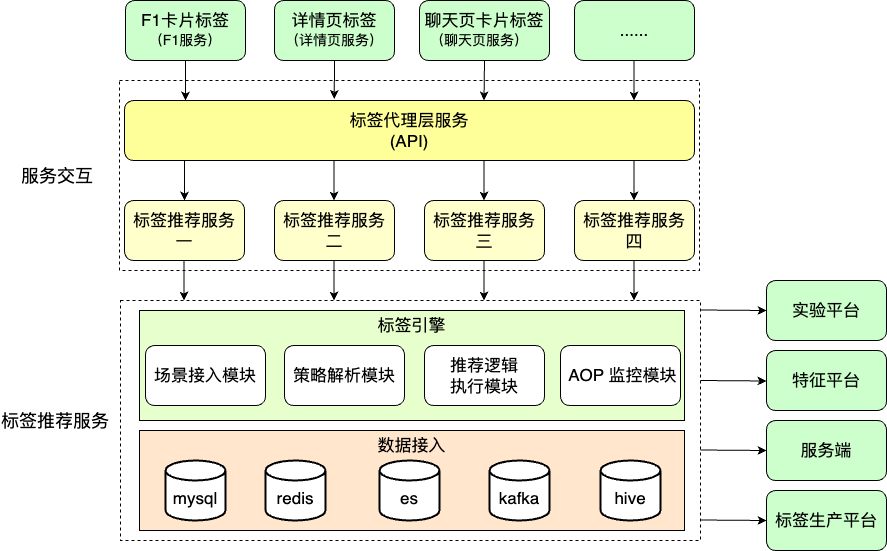 F1卡片标签
(F1服务)
详情页标签
(详情页服务)
聊天页卡片标签
(聊天页服务)
......
标签代理层服务
(API)
服务交互
标签推荐服务
一
标签推荐服务
二
标签推荐服务
三
标签推荐服务
四
标签引擎
场景接入模块
策略解析模块
推荐逻辑
执行模块
AOP 监控模块
标签推荐服务
数据接入
mysql
redis
es
kafka
hive
实验平台
特征平台
服务端
标签生产平台